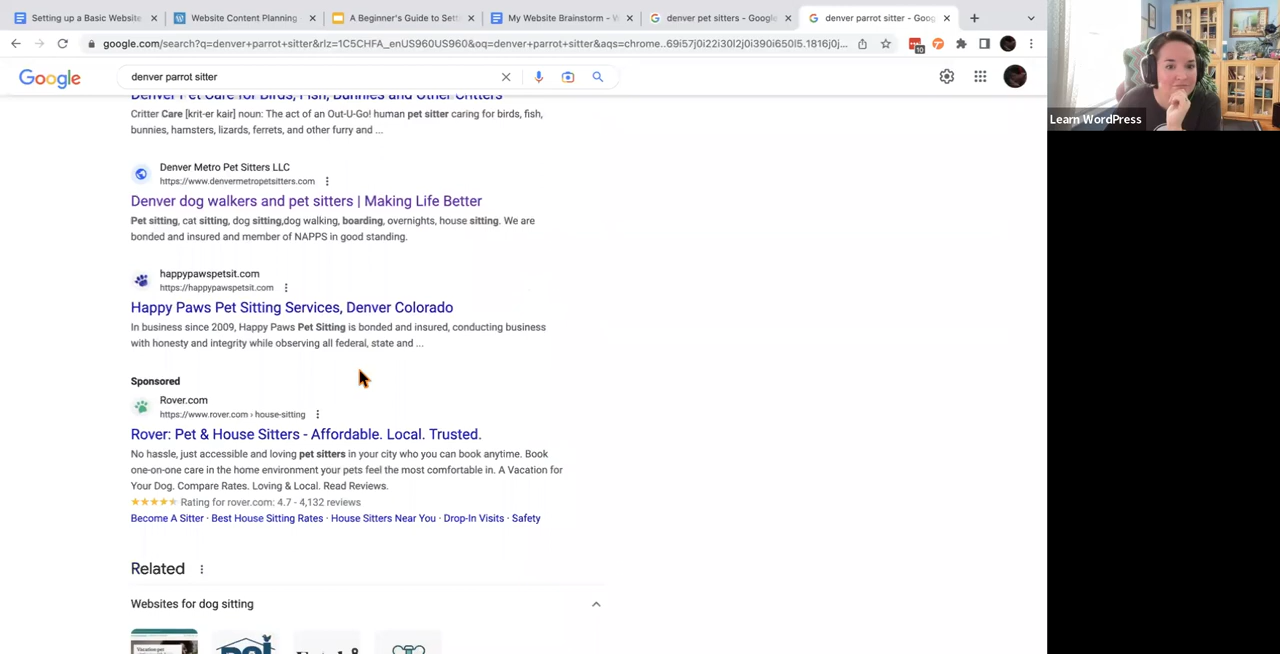 Setting up a Basic Website
Website Content Planning
A Beginner's Guide to Sett
My Website Brainstorm - W
denver pet sitters - Google
denver parrot sitter - Goog
google.com/search?q=denver+parrot+sitter&rlz=1C5CHFA_enUS960US960&oq=denver+parrot+sitter&aqs=chrome..69i57j0i22i30l2j0i390i650l5.1816j0j...
10
Google
denver parrot sitter
Denver Pet Care for Birds, Fish, Bunnies and Other Critters
Critter Care [krit·er kair] noun: The act of an Out-U-Go! human pet sitter caring for birds, fish,
bunnies, hamsters, lizards, ferrets, and other furry and ...
Denver Metro Pet Sitters LLC
https://www.denvermetropetsitters.com
Denver dog walkers and pet sitters | Making Life Better
Pet sitting, cat sitting, dog sitting,dog walking, boarding, overnights, house sitting. We are
bonded and insured and member of NAPPS in good standing.
happypawspetsit.com
https://happypawspetsit.com
Happy Paws Pet Sitting Services, Denver Colorado
In business since 2009, Happy Paws Pet Sitting is bonded and insured, conducting business
with honesty and integrity while observing all federal, state and ...
Sponsored
Rover.com
https://www.rover.com › house-sitting
Rover: Pet & House Sitters - Affordable. Local. Trusted.
No hassle, just accessible and loving pet sitters in your city who you can book anytime. Book
one-on-one care in the home environment your pets feel the most comfortable in. A Vacation for
Your Dog. Compare Rates. Loving & Local. Read Reviews.
Rating for rover.com: 4.7 - 4,132 reviews
Become A Sitter · Best House Sitting Rates · House Sitters Near You · Drop-In Visits · Safety
Related
Websites for dog sitting
Learn WordPress